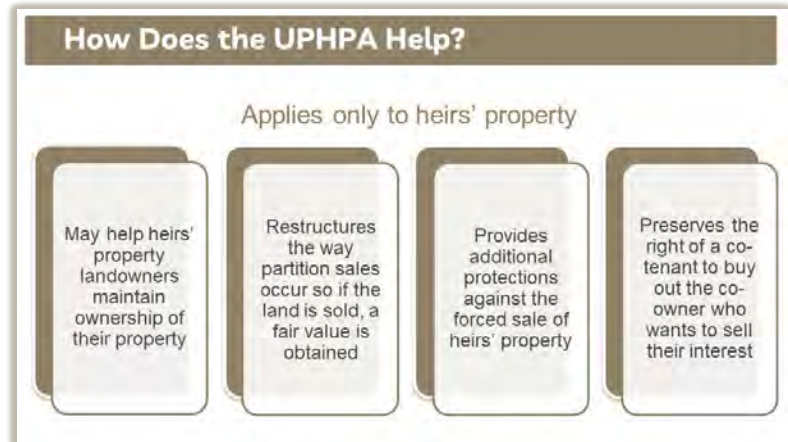 How Does the UPHPA Help?
Applies only to heirs' property
May help heirs'
property
landowners
maintain
ownership of
their property
Restructures
the way
partition sales
occur so if the
land is sold, a
fair value is
obtained
Provides
additional
protections
against the
forced sale of
heirs' property
Preserves the
right of a co-
tenant to buy
out the co-
owner who
wants to sell
their interest